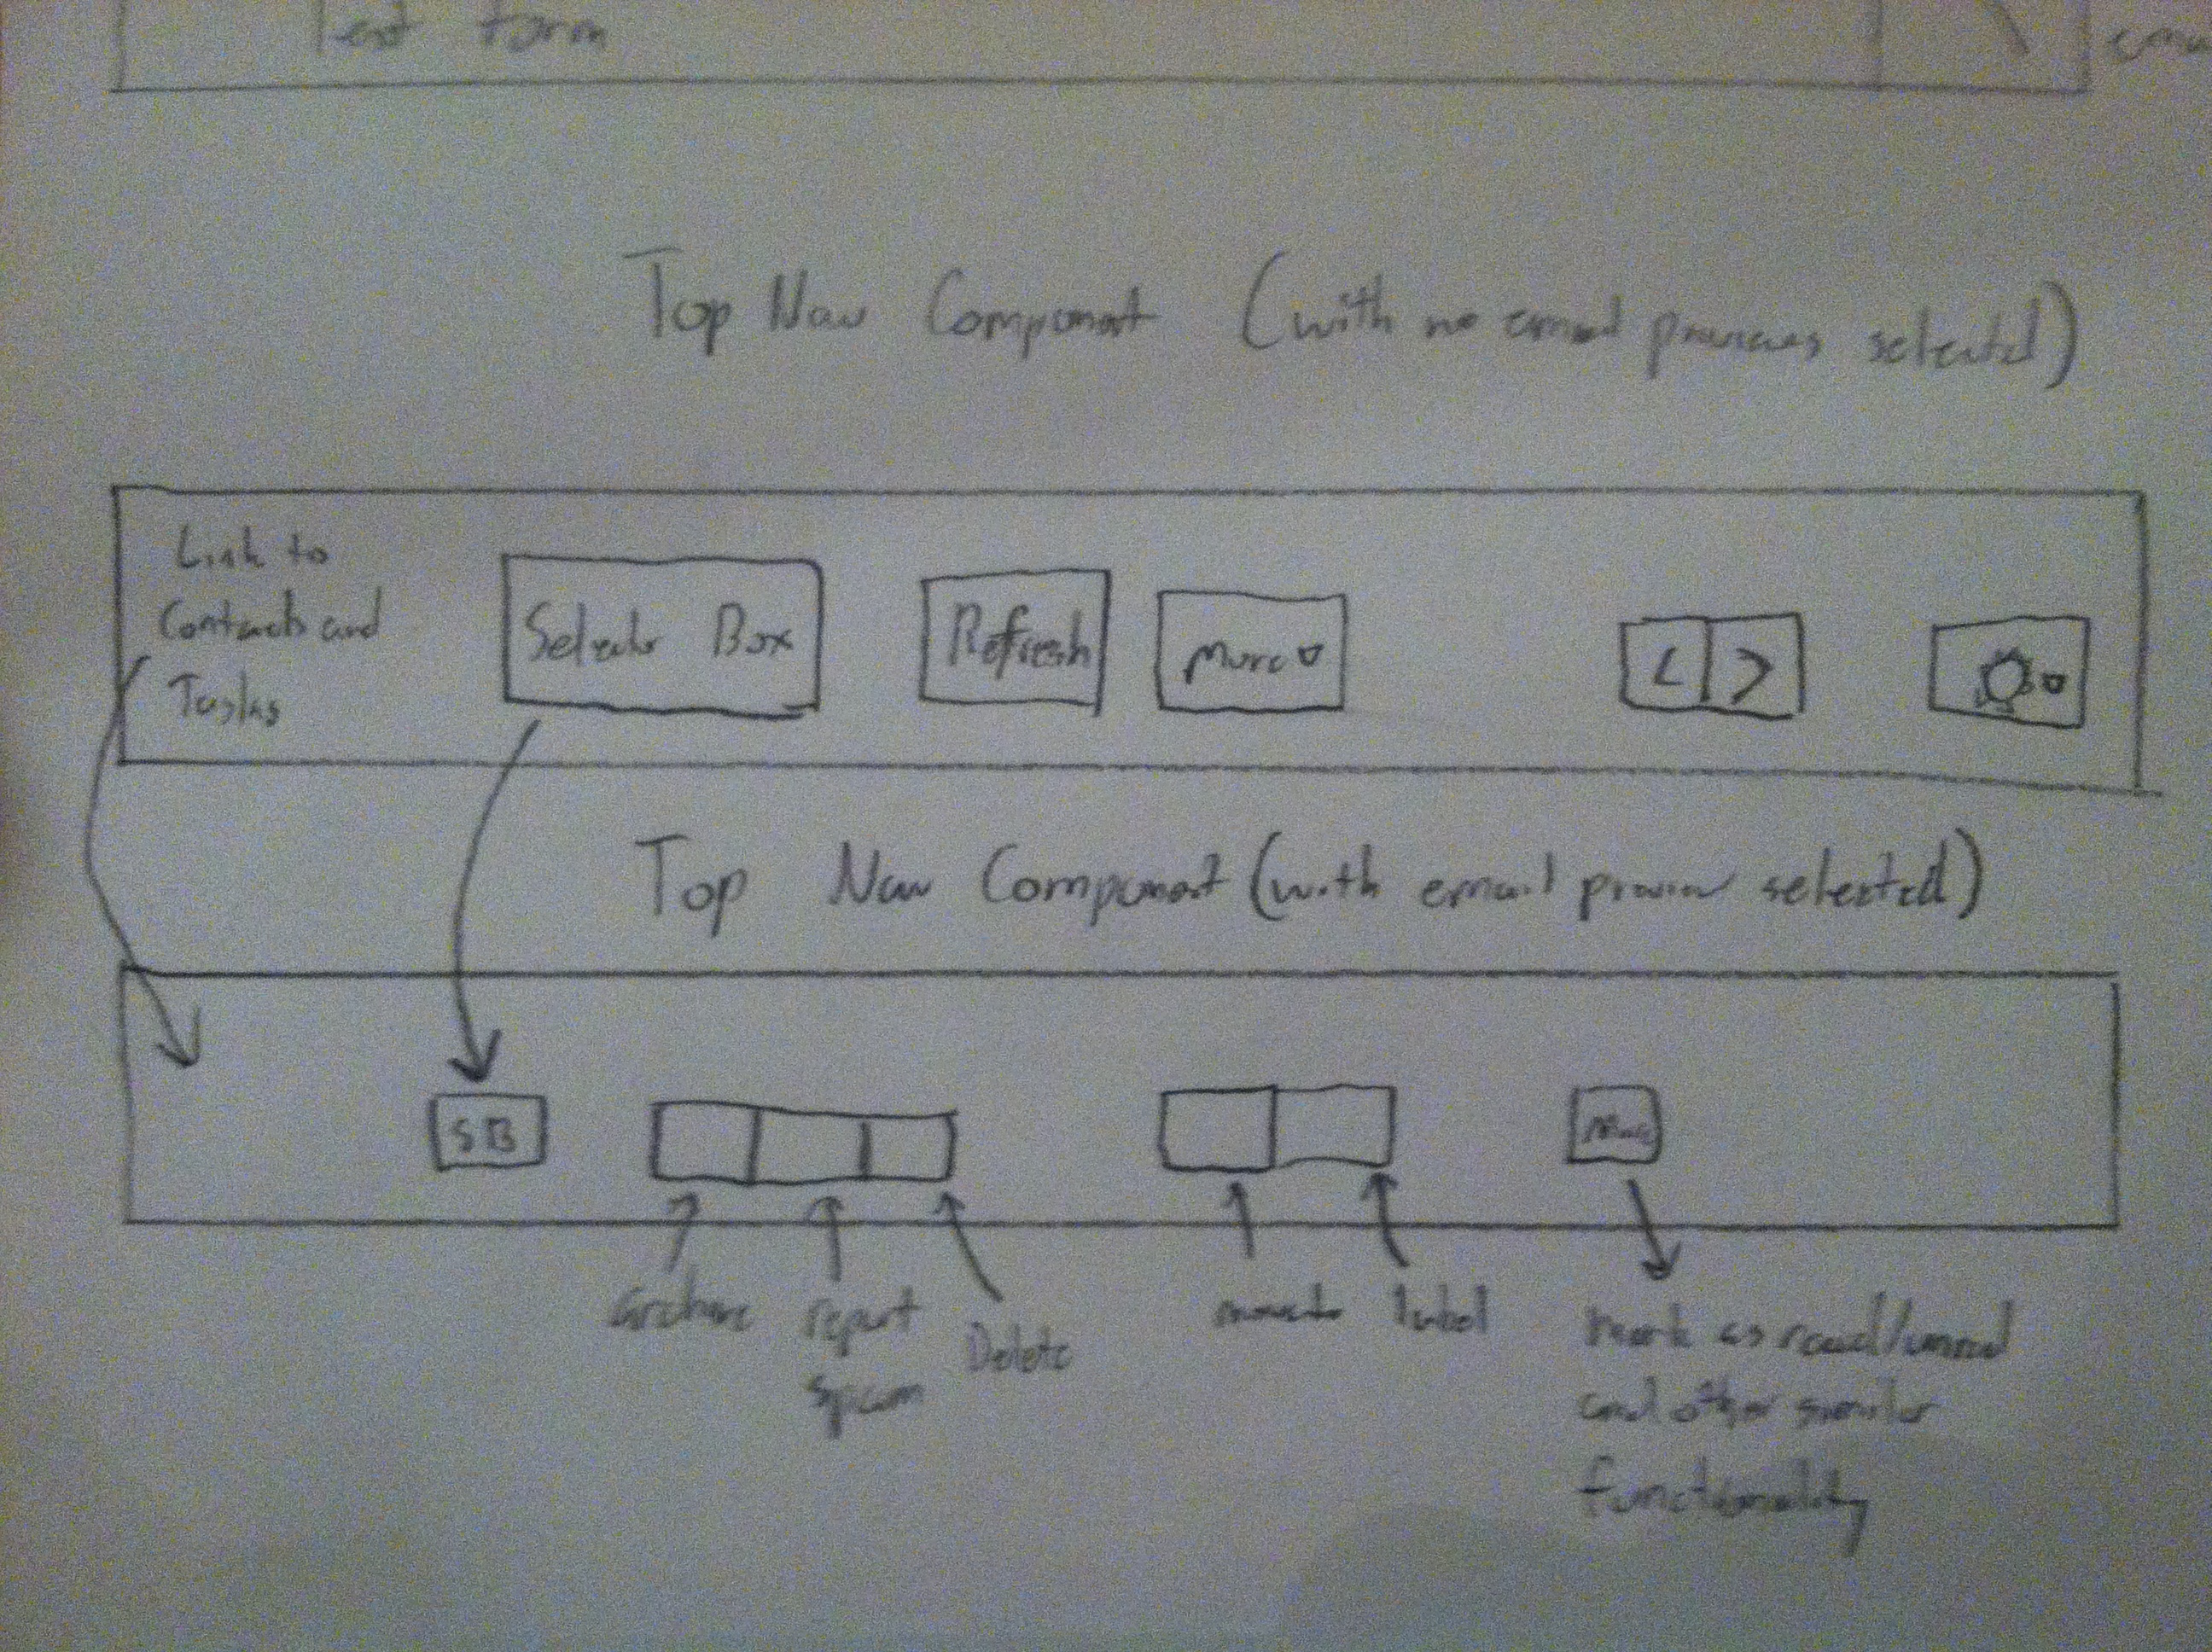 Text form
Top Nav Component (with no email previews selected)
Link to
Contacts and
Tasks
Selector Box
Refresh
More
< >
Top Nav Component (with email preview selected)
SB
More
archive
report
spam
Delete
move to
label
mark as read/unread
and other similar
functionality